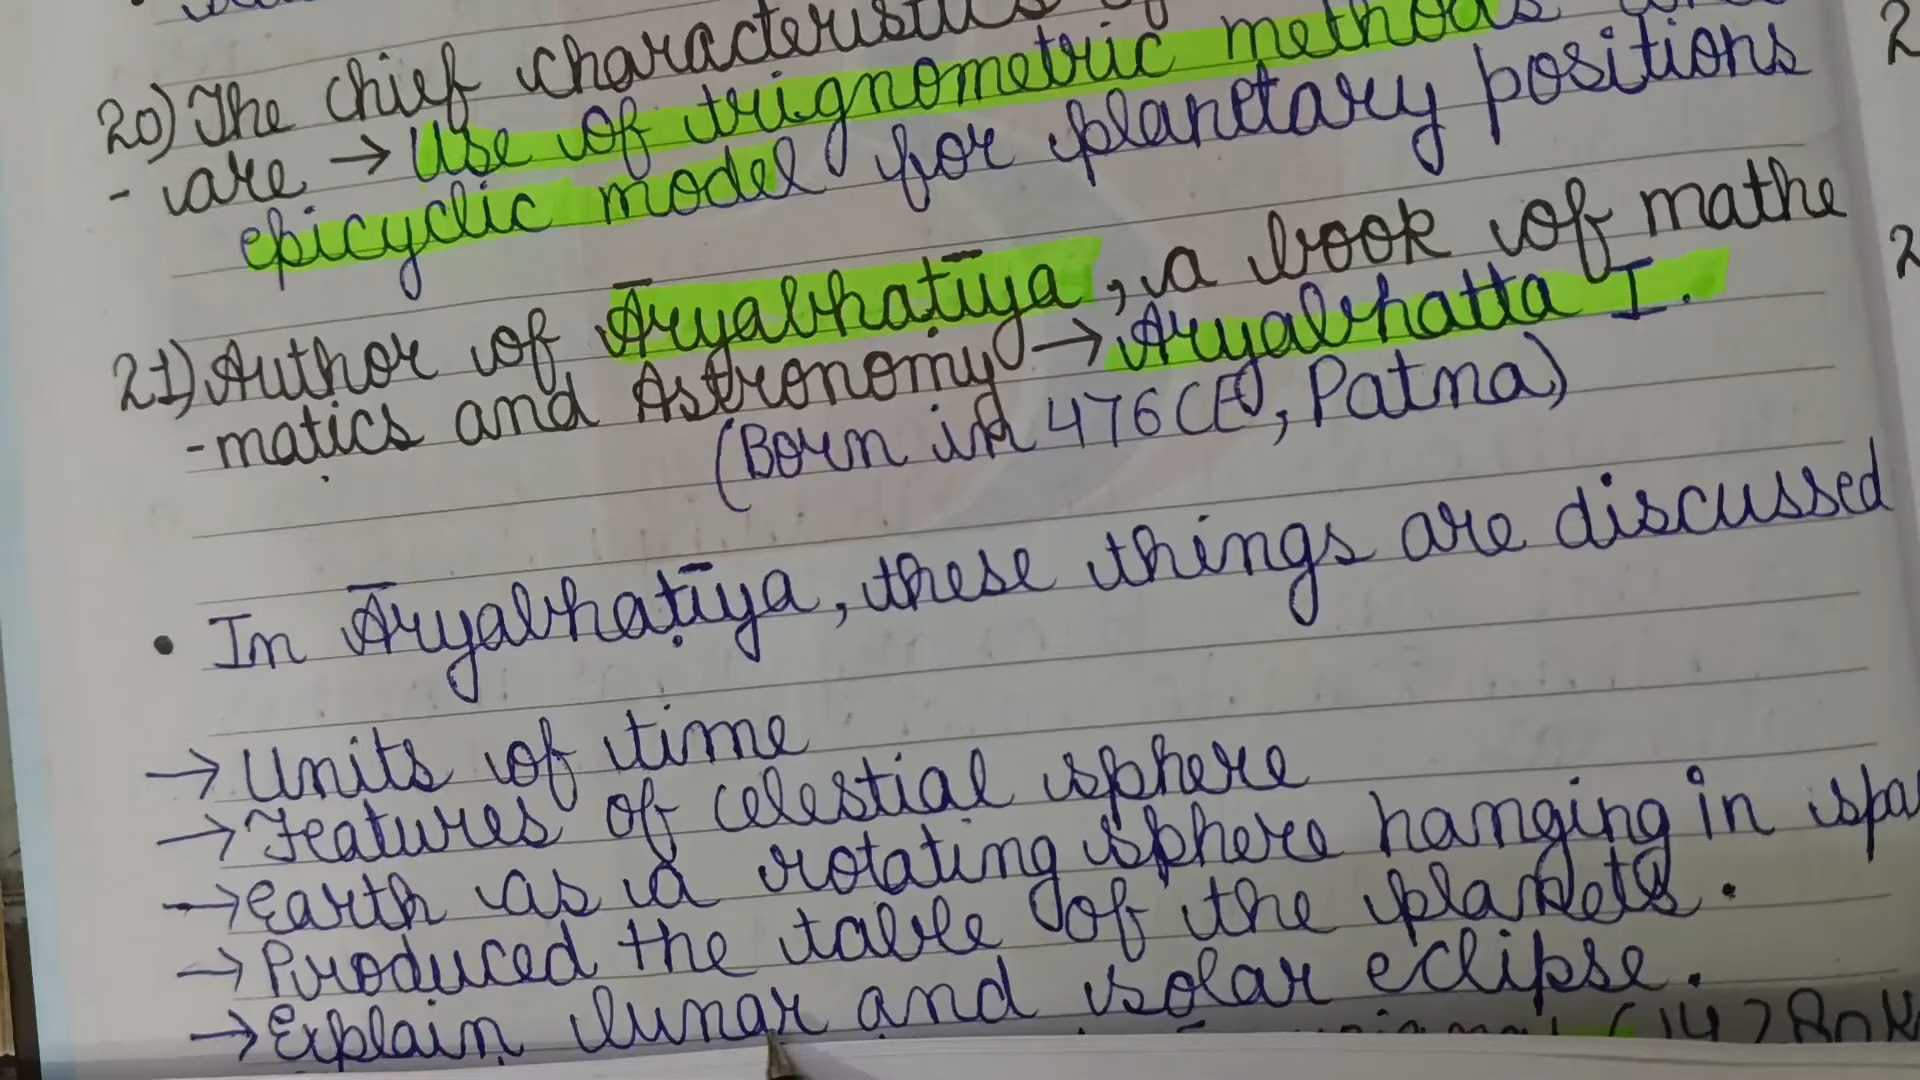 20) The chief characteristics
- are → Use of trignometric methods
epicyclic model for planetary positions
21) Author of Āryabhaṭīya, a book of mathe
-matics and Astronomy → Aryabhatta I.
(Born in 476 CE, Patna)
• In Āryabhaṭīya, these things are discussed
→ Units of time
→ Features of celestial sphere
→ Earth as a rotating sphere hanging in spa
→ Produced the table of the planets.
→ Explain lunar and solar eclipse.